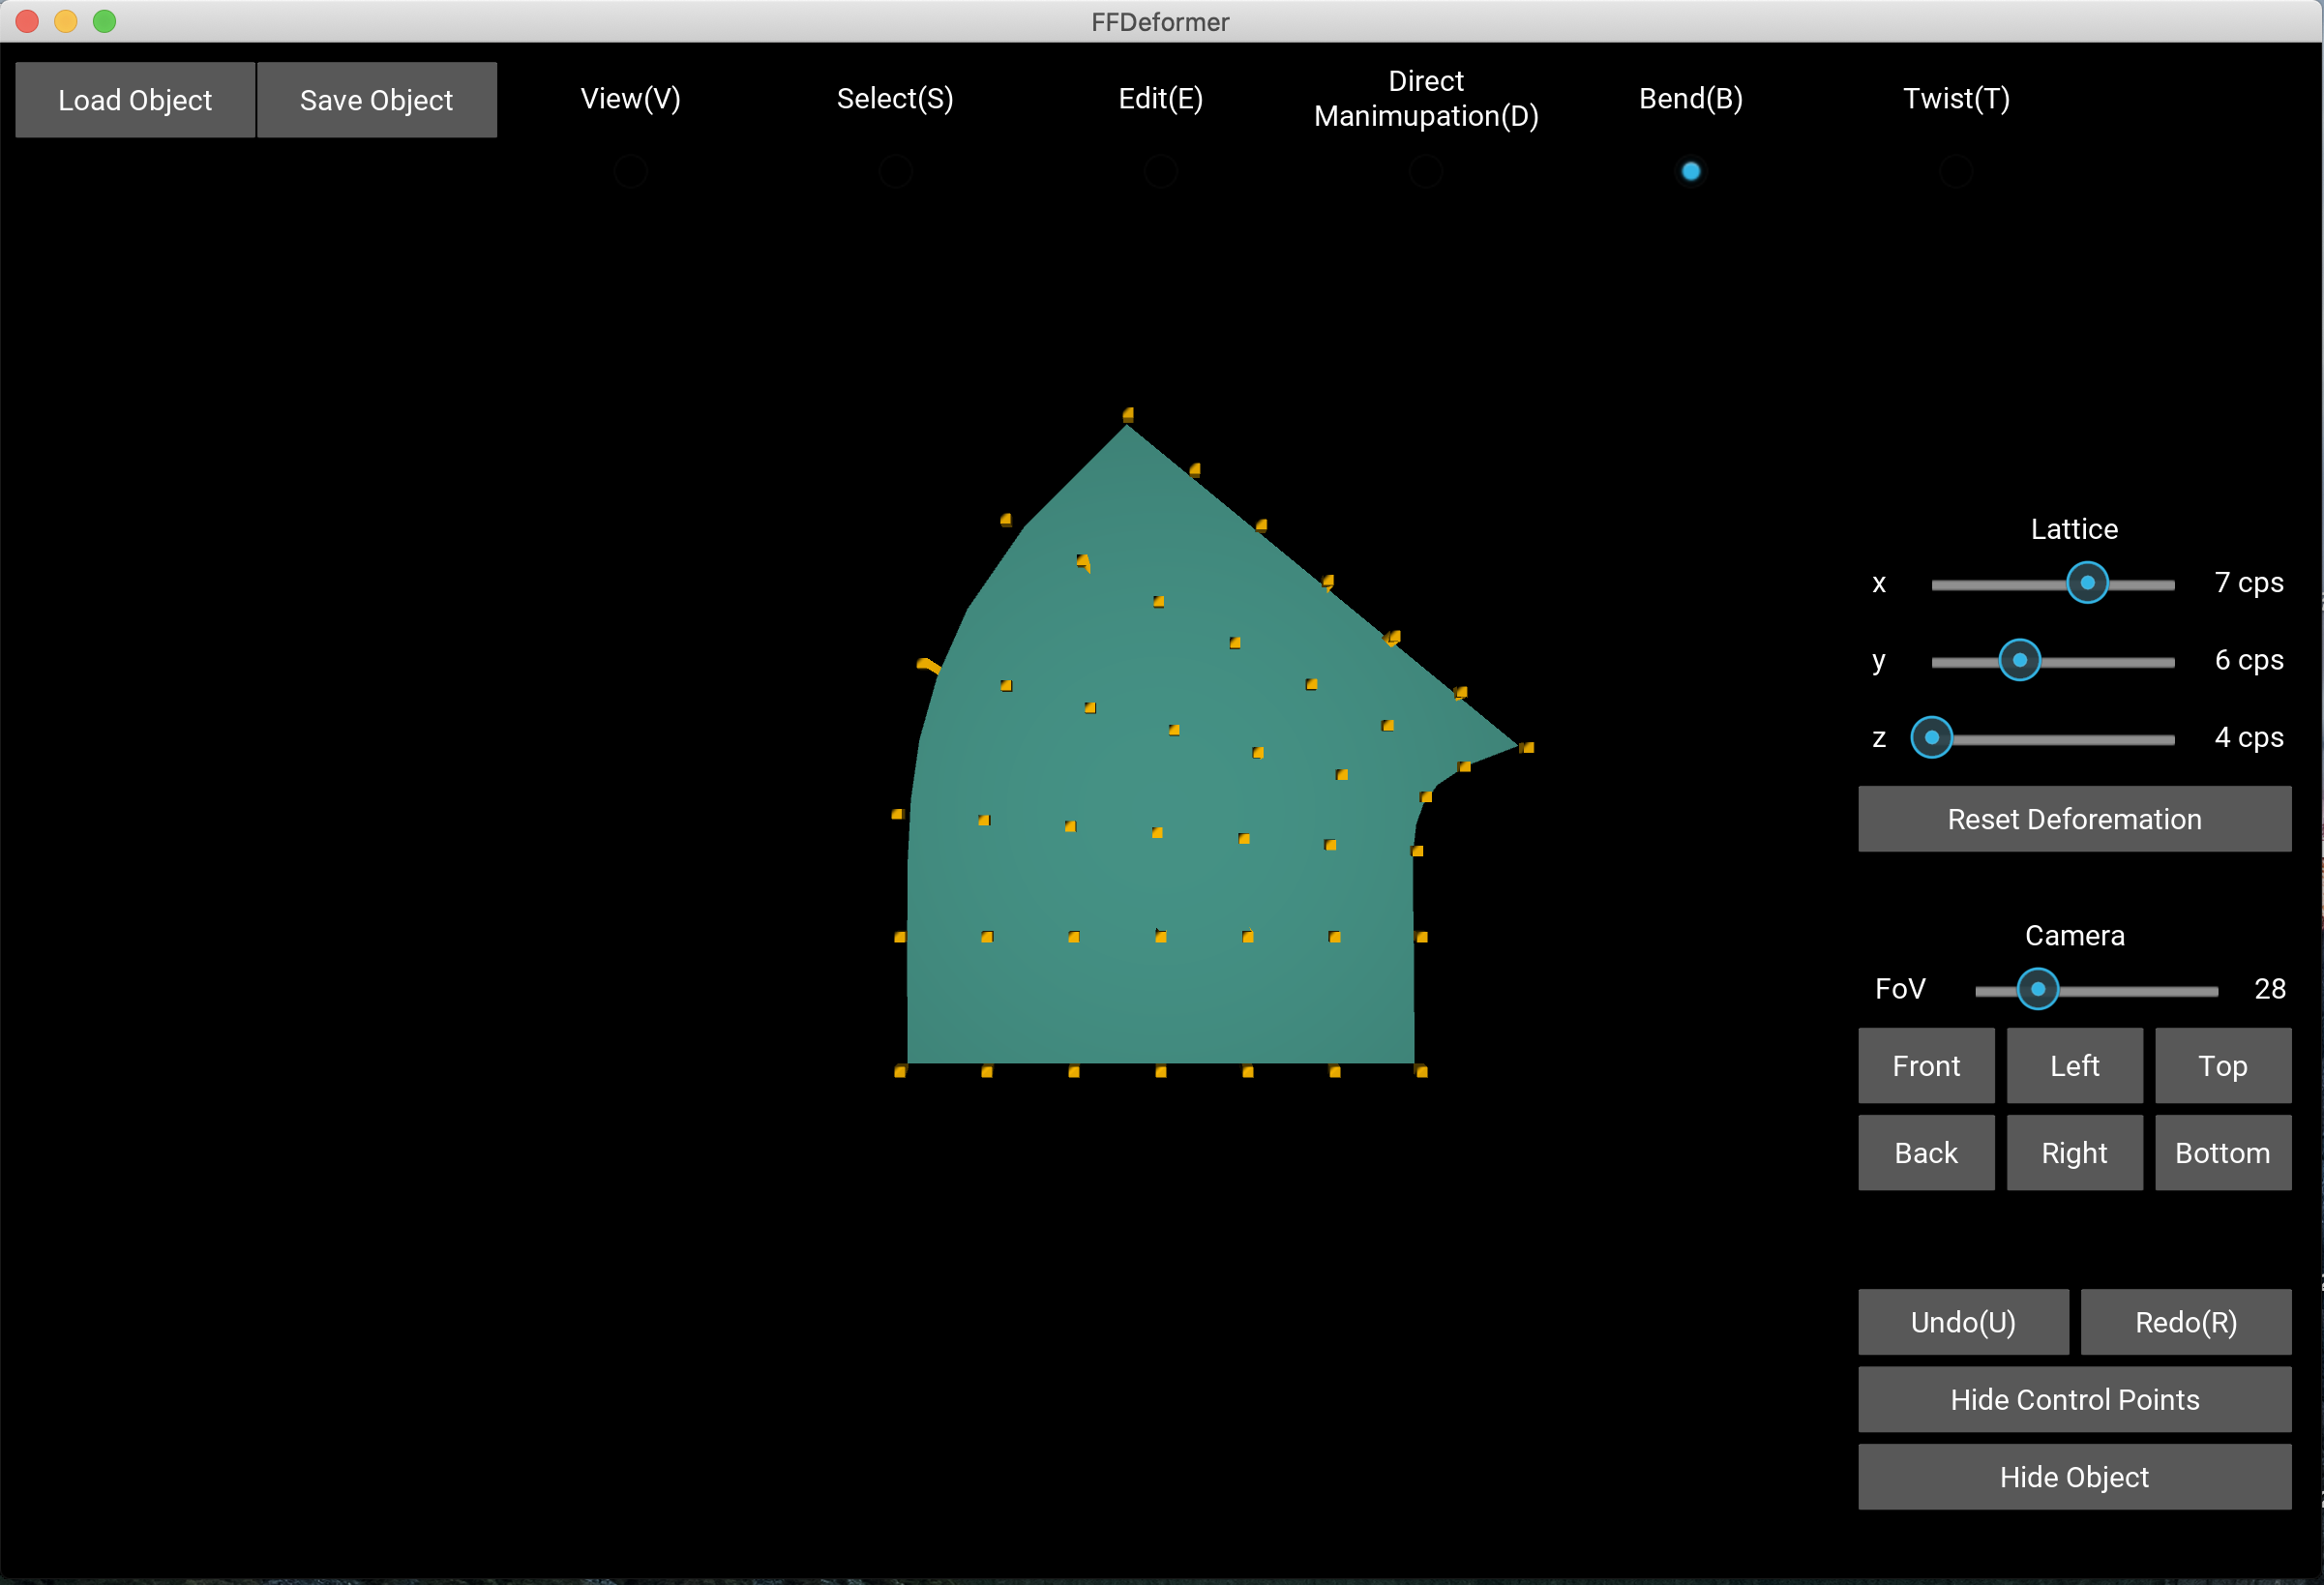 FFDeformer
Load Object
Save Object
View(V)
Select(S)
Edit(E)
Direct
Manimupation(D)
Bend(B)
Twist(T)
Lattice
x
7 cps
y
6 cps
z
4 cps
Reset Deforemation
Camera
FoV
28
Front
Left
Top
Back
Right
Bottom
Undo(U)
Redo(R)
Hide Control Points
Hide Object